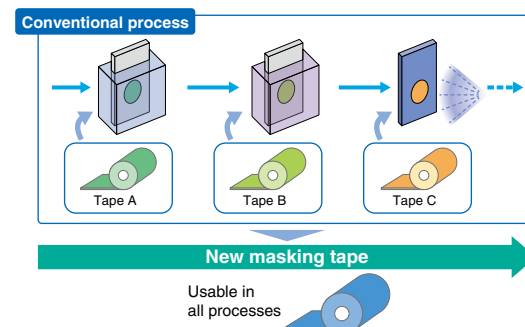 Conventional process
Tape A
Tape B
Tape C
New masking tape
Usable in
all processes